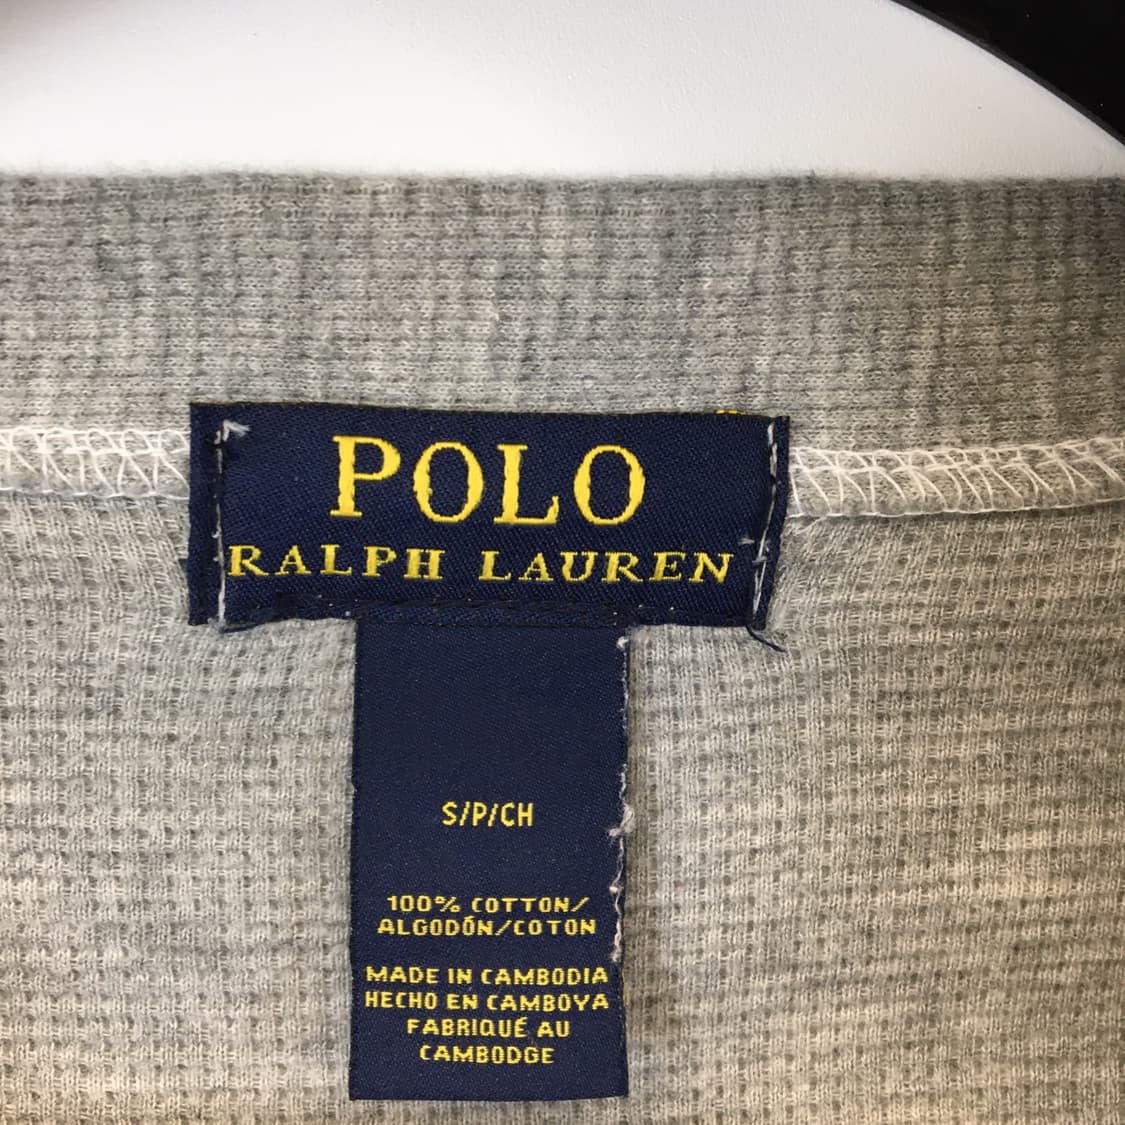 POLO
RALPH LAUREN
S/P/CH
100% COTTON/
ALGODÓN/COTON
MADE IN CAMBODIA
HECHO EN CAMBOYA
FABRIQUÉ AU
CAMBODGE